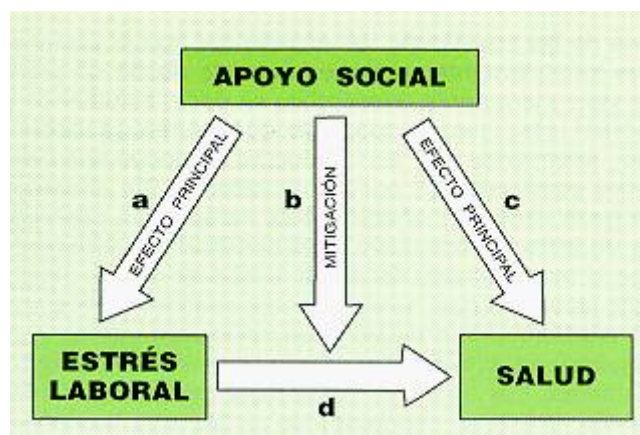 APOYO SOCIAL
a
EFECTO PRINCIPAL
b
MITIGACIÓN
EFECTO PRINCIPAL
c
ESTRÉS
LABORAL
d
SALUD